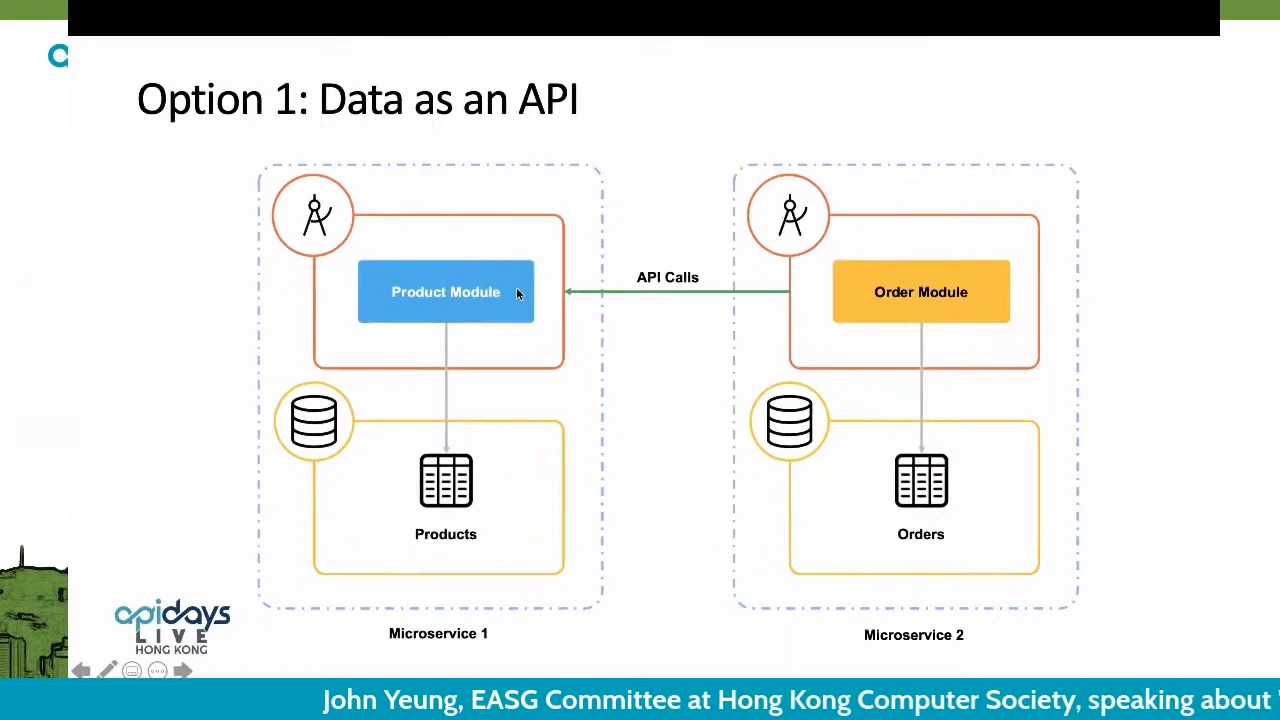 Option 1: Data as an API
API Calls
Product Module
Order Module
Products
Orders
apidays
LIVE
HONG KONG
Microservice 1
Microservice 2
John Yeung, EASG Committee at Hong Kong Computer Society, speaking about